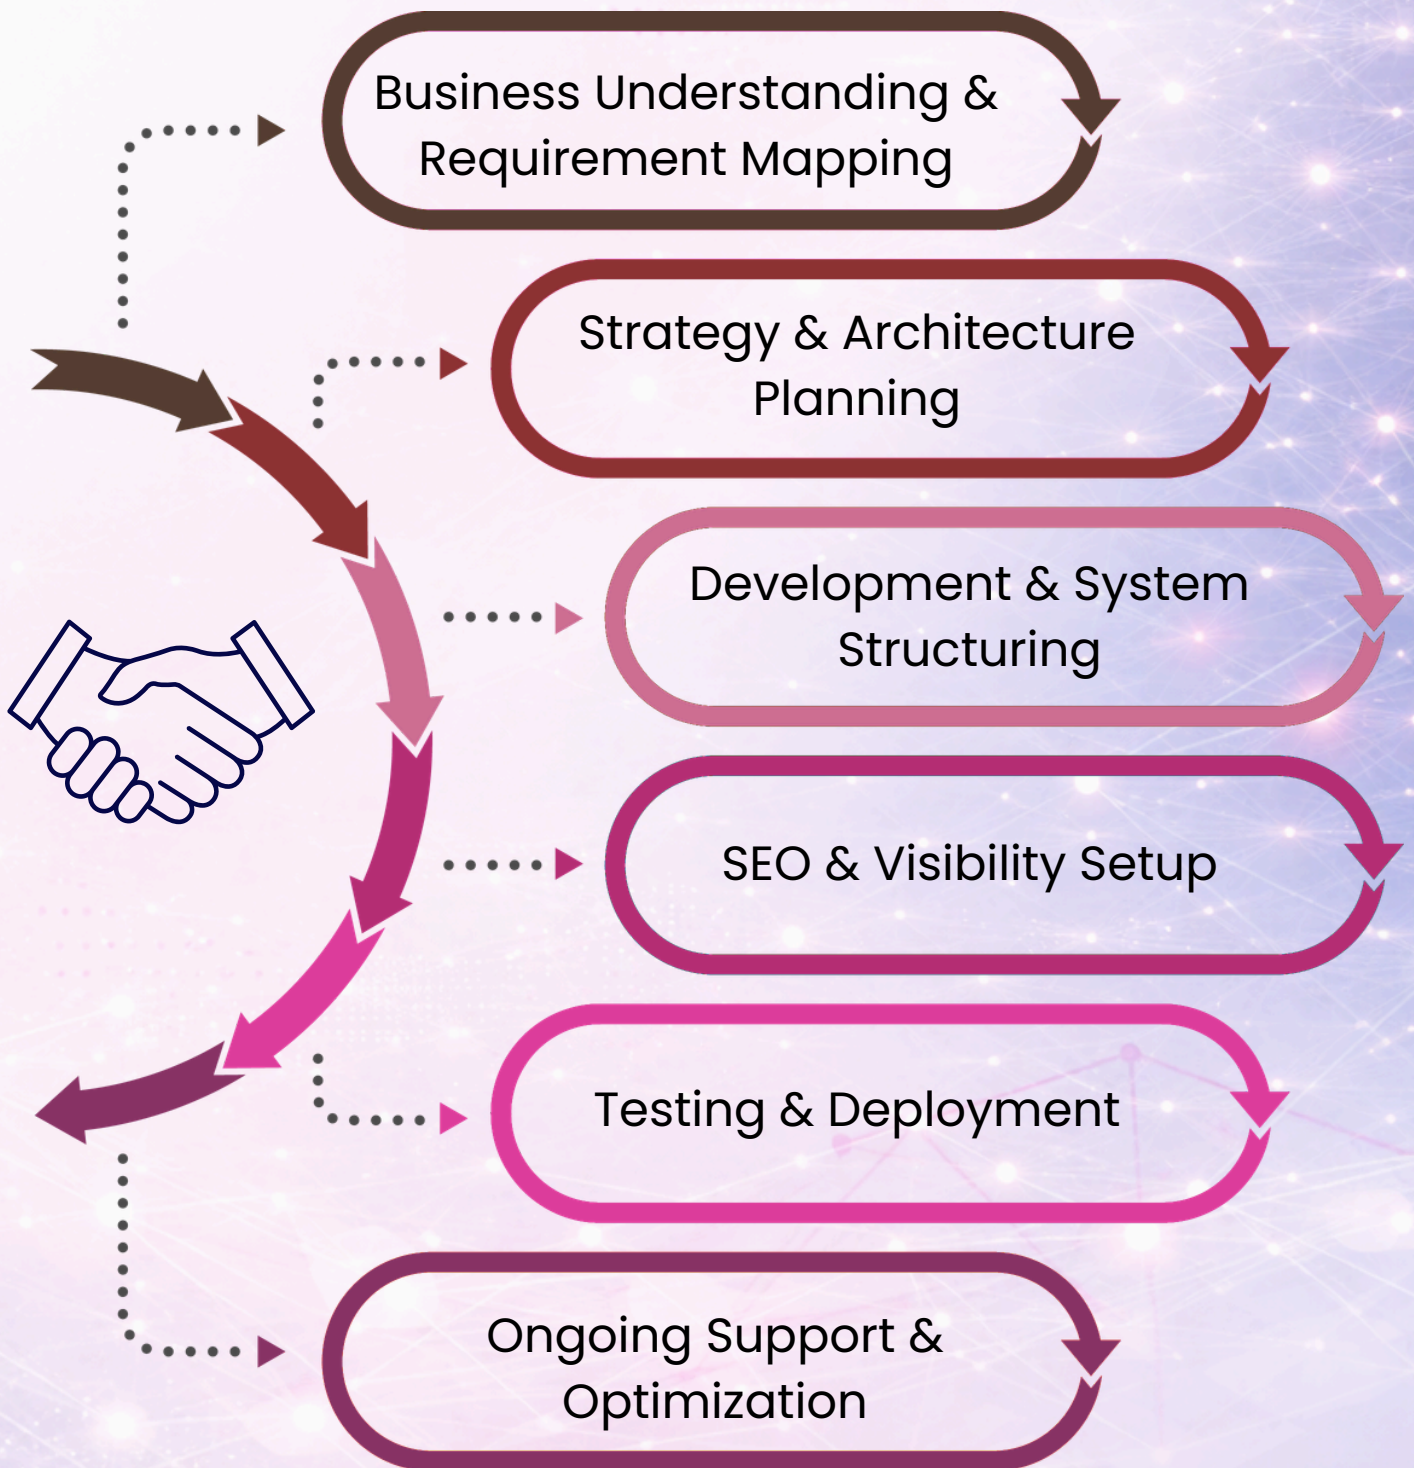 Business Understanding &
Requirement Mapping
Strategy & Architecture
Planning
Development & System
Structuring
SEO & Visibility Setup
Testing & Deployment
Ongoing Support &
Optimization